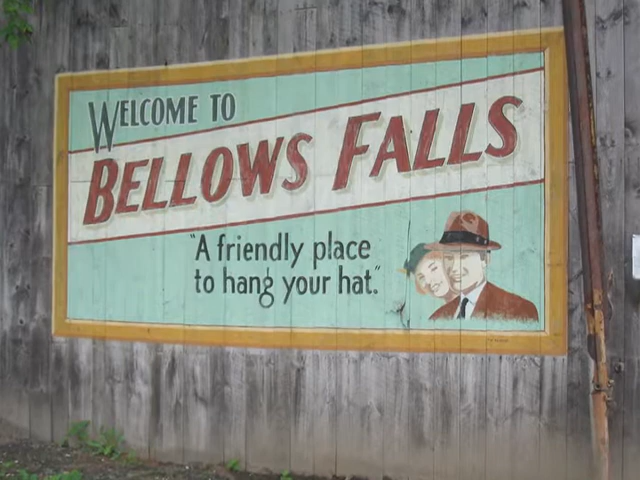 WELCOME TO
BELLOWS FALLS
"A friendly place
to hang your hat."